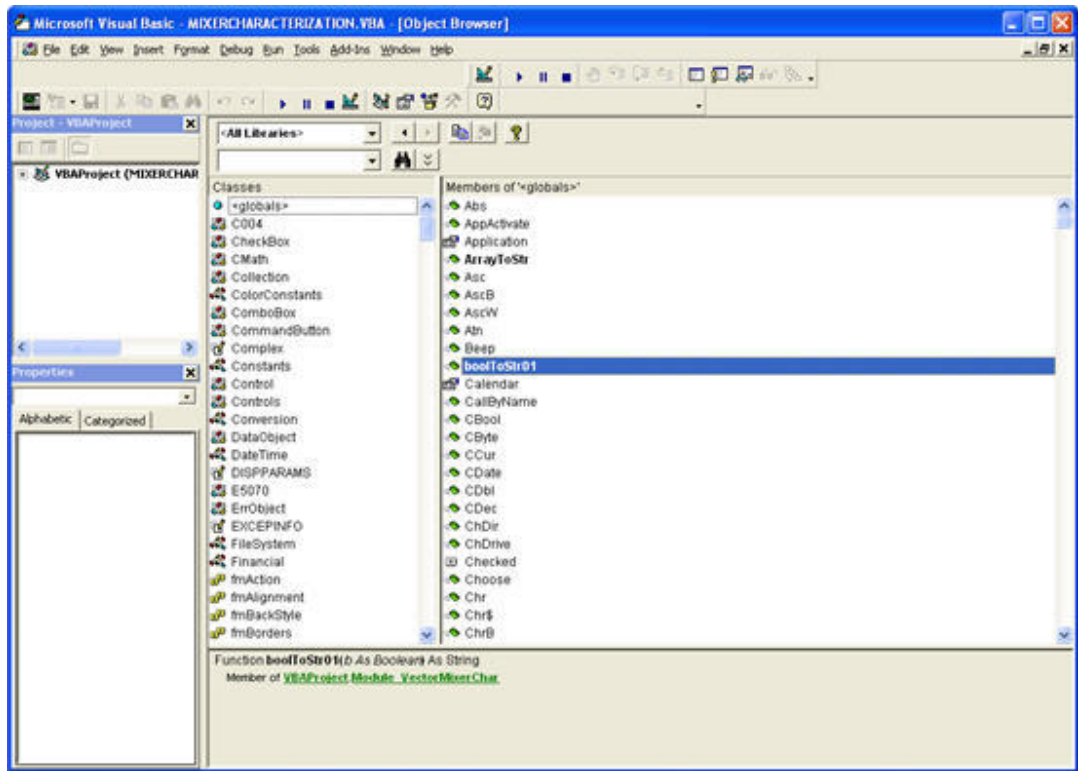 Microsoft Visual Basic - MIXERCHARACTERIZATION.VBA - [Object Browser]
File Edit View Insert Format Debug Run Tools Add-Ins Window Help
Project - VBAProject
VBAProject (MIXERCHAR
Properties
Alphabetic Categorized
<All Libraries>
Classes
<globals>
C004
CheckBox
CMath
Collection
ColorConstants
ComboBox
CommandButton
Complex
Constants
Control
Controls
Conversion
DataObject
DateTime
DISPPARAMS
E5070
ErrObject
EXCEPINFO
FileSystem
Financial
fmAction
fmAlignment
fmBackStyle
fmBorders
Members of '<globals>'
Abs
AppActivate
Application
ArrayToStr
Asc
AscB
AscW
Atn
Beep
boolToStr01
Calendar
CallByName
CBool
CByte
CCur
CDate
CDbl
CDec
ChDir
ChDrive
Checked
Choose
Chr
Chr$
ChrB
Function boolToStr01(b As Boolean) As String
Member of VBAProject.Module_VectorMixerChar